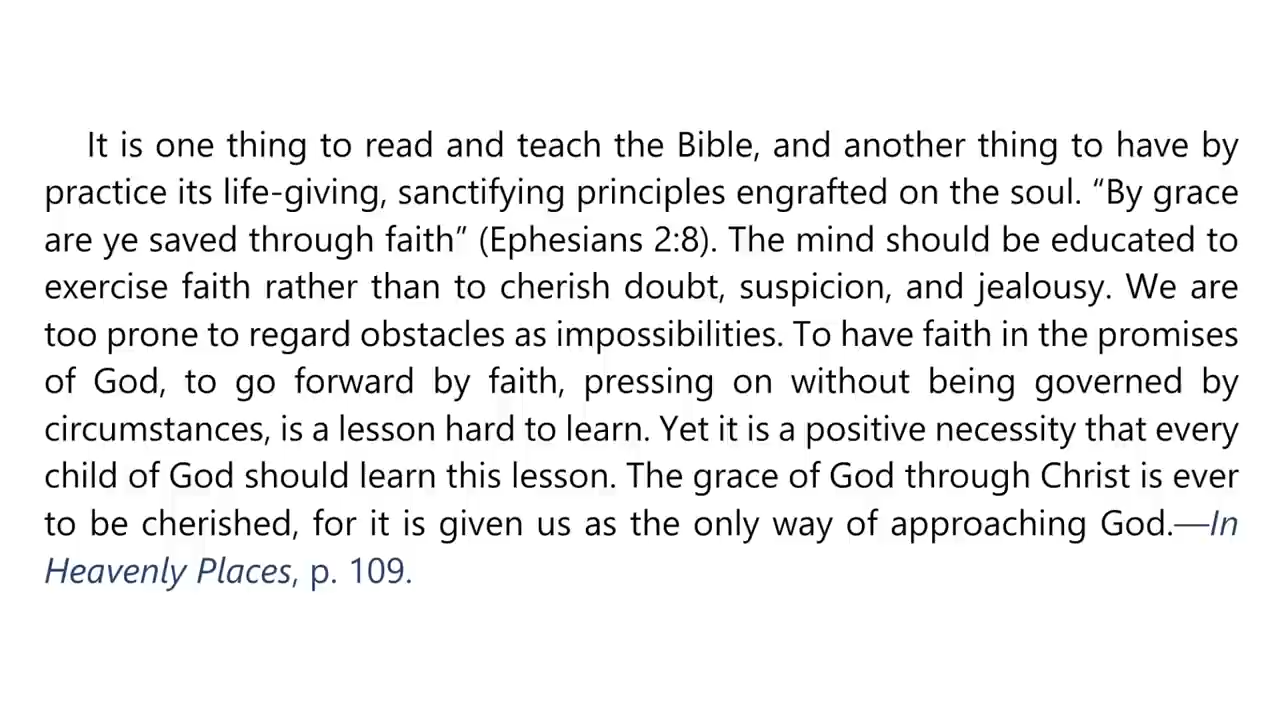 It is one thing to read and teach the Bible, and another thing to have by
practice its life-giving, sanctifying principles engrafted on the soul. “By grace
are ye saved through faith” (Ephesians 2:8). The mind should be educated to
exercise faith rather than to cherish doubt, suspicion, and jealousy. We are
too prone to regard obstacles as impossibilities. To have faith in the promises
of God, to go forward by faith, pressing on without being governed by
circumstances, is a lesson hard to learn. Yet it is a positive necessity that every
child of God should learn this lesson. The grace of God through Christ is ever
to be cherished, for it is given us as the only way of approaching God.—In
Heavenly Places, p. 109.